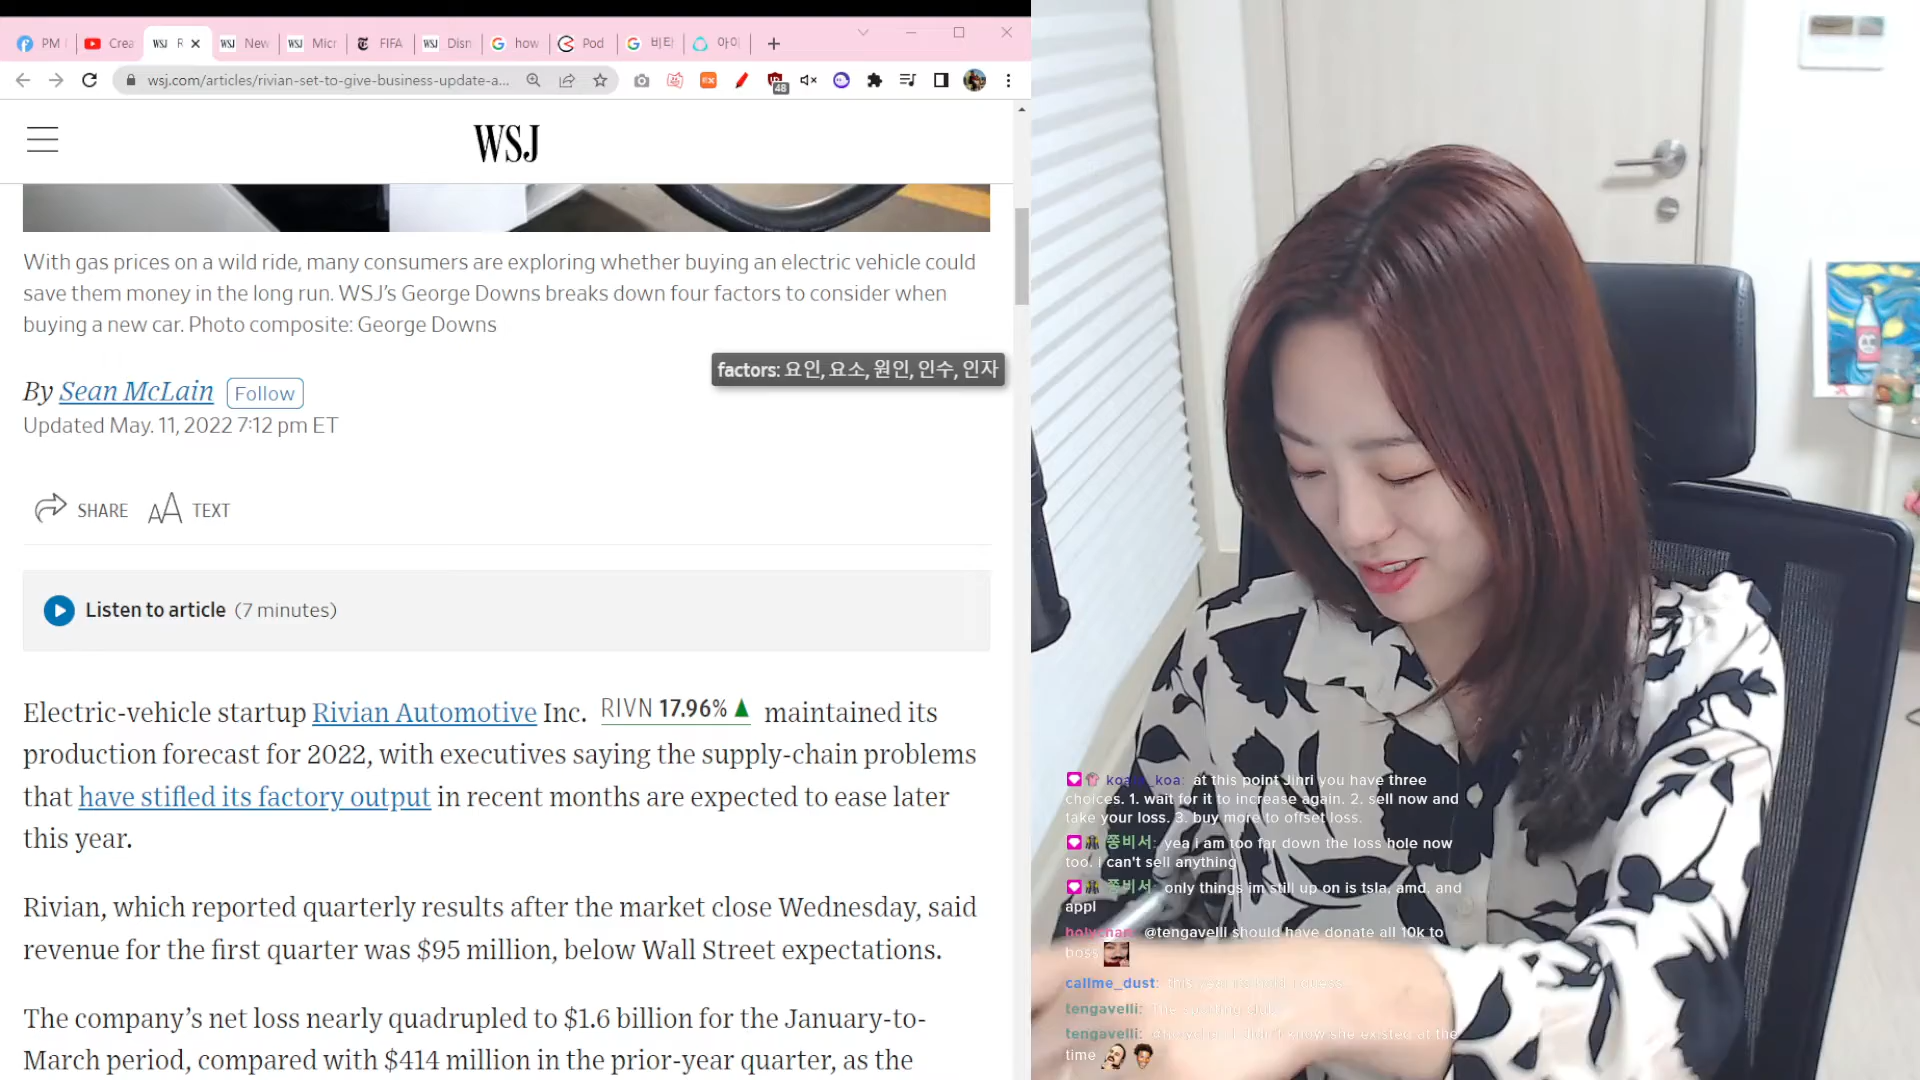 PM
Crea
WSJ R
WSJ New
WSJ Micr
FIFA
WSJ Disn
how
Pod
비트
아이
wsj.com/articles/rivian-set-to-give-business-update-a...
48
WSJ
With gas prices on a wild ride, many consumers are exploring whether buying an electric vehicle could
save them money in the long run. WSJ's George Downs breaks down four factors to consider when
buying a new car. Photo composite: George Downs
factors: 요인, 요소, 원인, 인수, 인자
By Sean McLain Follow
Updated May. 11, 2022 7:12 pm ET
SHARE AA TEXT
Listen to article (7 minutes)
Electric-vehicle startup Rivian Automotive Inc. RIVN 17.96% ▲ maintained its
production forecast for 2022, with executives saying the supply-chain problems
that have stifled its factory output in recent months are expected to ease later
this year.
Rivian, which reported quarterly results after the market close Wednesday, said
revenue for the first quarter was $95 million, below Wall Street expectations.
The company's net loss nearly quadrupled to $1.6 billion for the January-to-
March period, compared with $414 million in the prior-year quarter, as the
at this point Jinri you have three
choices. 1. wait for it to increase again. 2. sell now and
take your loss. 3. buy more to offset loss.
쫑비서: yea i am too far down the loss hole now
too. i can't sell anything
쫑비서: only things im still up on is tsla, amd, and
appl
@tengavelli should have donate all 10k to
boss
callme_dust:
tengavelli:
tengavelli: she existed at the
time